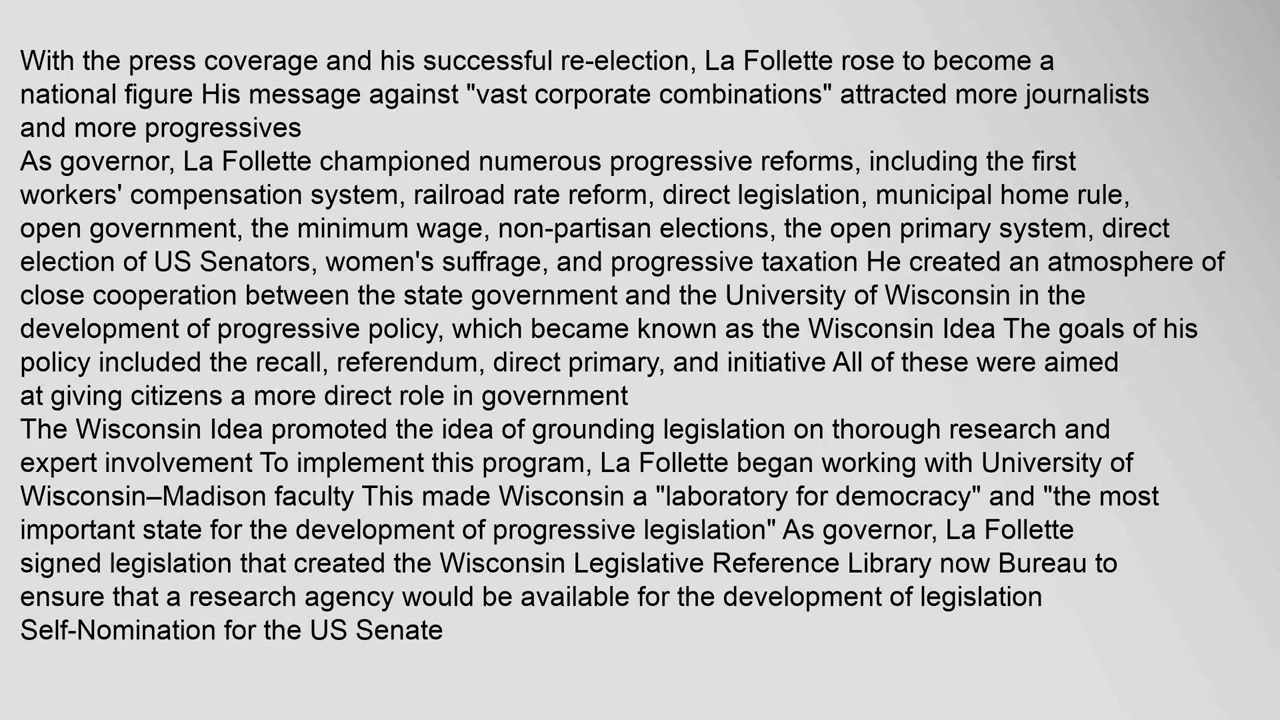 With the press coverage and his successful re-election, La Follette rose to become a
national figure His message against "vast corporate combinations" attracted more journalists
and more progressives
As governor, La Follette championed numerous progressive reforms, including the first
workers' compensation system, railroad rate reform, direct legislation, municipal home rule,
open government, the minimum wage, non-partisan elections, the open primary system, direct
election of US Senators, women's suffrage, and progressive taxation He created an atmosphere of
close cooperation between the state government and the University of Wisconsin in the
development of progressive policy, which became known as the Wisconsin Idea The goals of his
policy included the recall, referendum, direct primary, and initiative All of these were aimed
at giving citizens a more direct role in government
The Wisconsin Idea promoted the idea of grounding legislation on thorough research and
expert involvement To implement this program, La Follette began working with University of
Wisconsin–Madison faculty This made Wisconsin a "laboratory for democracy" and "the most
important state for the development of progressive legislation" As governor, La Follette
signed legislation that created the Wisconsin Legislative Reference Library now Bureau to
ensure that a research agency would be available for the development of legislation
Self-Nomination for the US Senate